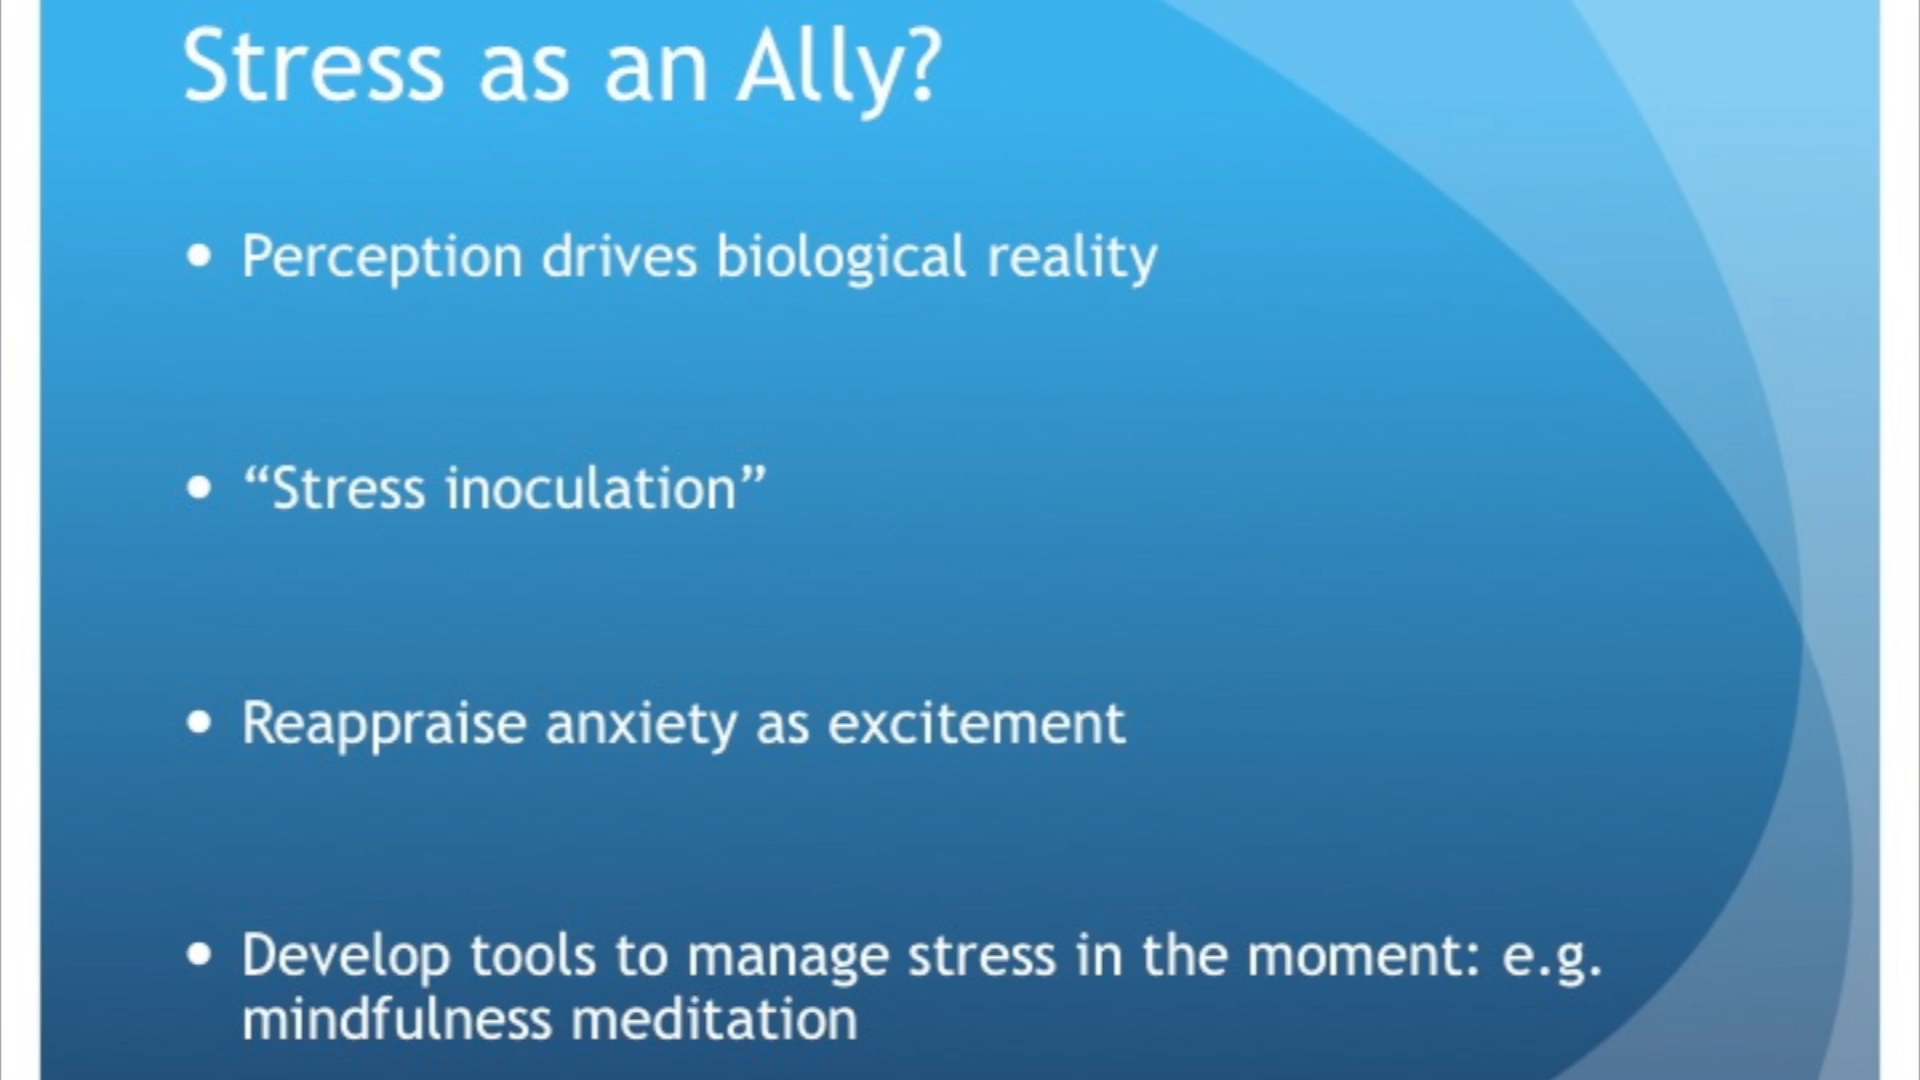 Stress as an Ally?
• Perception drives biological reality
• “Stress inoculation”
• Reappraise anxiety as excitement
• Develop tools to manage stress in the moment: e.g.
mindfulness meditation